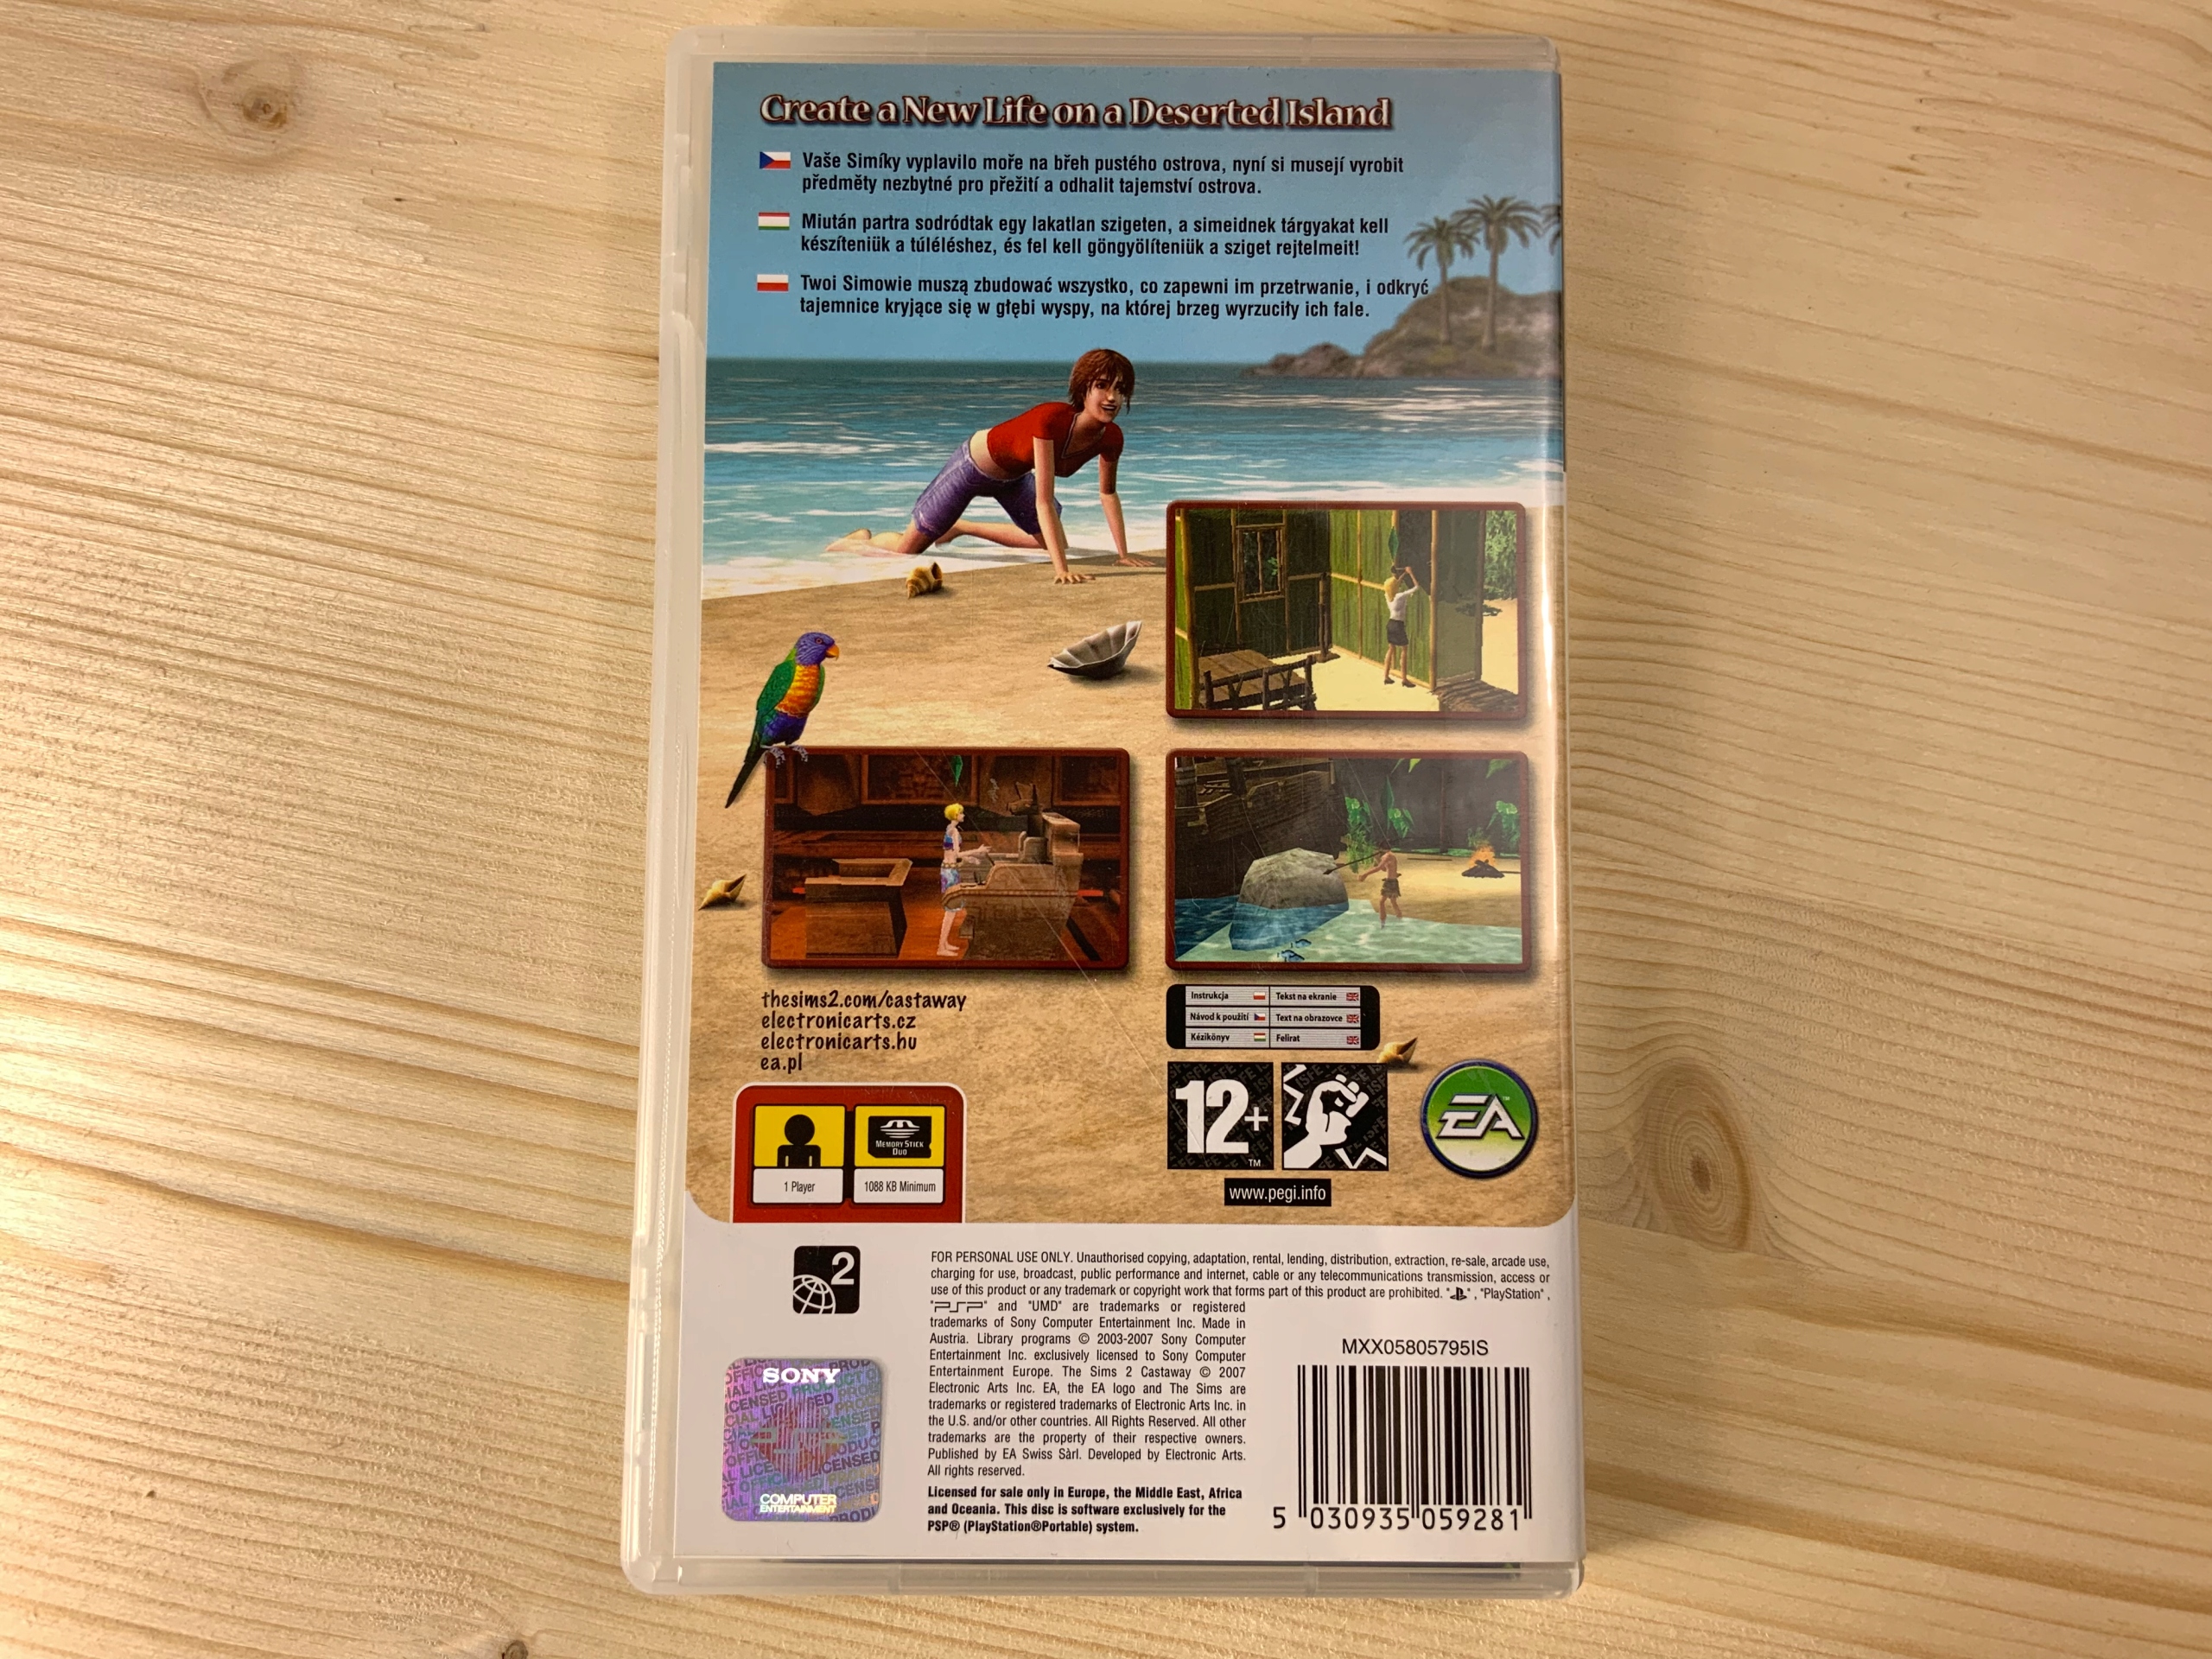 Create a New Life on a Deserted Island
Vaše Simíky vyplavilo moře na břeh pustého ostrova, nyní si musejí vyrobit
předměty nezbytné pro přežití a odhalit tajemství ostrova.
Miután partra sodródtak egy lakatlan szigeten, a simeidnek tárgyakat kell
készíteniük a túléléshez, és fel kell göngyölíteniük a sziget rejtelmeit!
Twoi Simowie muszą zbudować wszystko, co zapewni im przetrwanie, i odkryć
tajemnice kryjące się w głębi wyspy, na której brzeg wyrzuciły ich fale.
thesims2.com/castaway
electronicarts.cz
electronicarts.hu
ea.pl
Instrukcja Tekst na ekranie
Návod k použití Text na obrazovce
Kézikönyv Felirat
12+
TM
EA
www.pegi.info
MEMORY STICK
DUO
1 Player
1088 KB Minimum
2
FOR PERSONAL USE ONLY. Unauthorised copying, adaptation, rental, lending, distribution, extraction, re-sale, arcade use,
charging for use, broadcast, public performance and internet, cable or any telecommunications transmission, access or
use of this product or any trademark or copyright work that forms part of this product are prohibited. "PlayStation",
"PSP" and "UMD" are trademarks or registered
trademarks of Sony Computer Entertainment Inc. Made in
Austria. Library programs © 2003-2007 Sony Computer
Entertainment Inc. exclusively licensed to Sony Computer
Entertainment Europe. The Sims 2 Castaway © 2007
Electronic Arts Inc. EA, the EA logo and The Sims are
trademarks or registered trademarks of Electronic Arts Inc. in
the U.S. and/or other countries. All Rights Reserved. All other
trademarks are the property of their respective owners.
Published by EA Swiss Sàrl. Developed by Electronic Arts.
All rights reserved.
Licensed for sale only in Europe, the Middle East, Africa
and Oceania. This disc is software exclusively for the
PSP® (PlayStation®Portable) system.
SONY
COMPUTER
ENTERTAINMENT
MXX05805795IS
5 030935 059281